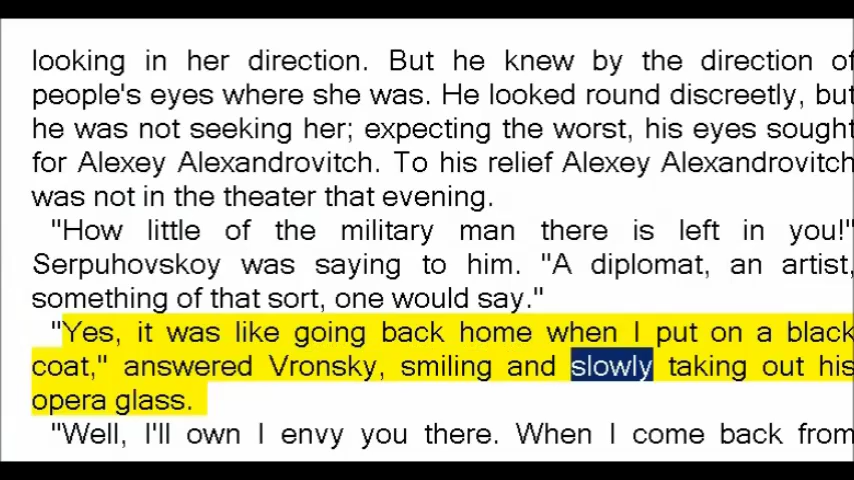 looking in her direction. But he knew by the direction of
people's eyes where she was. He looked round discreetly, but
he was not seeking her; expecting the worst, his eyes sought
for Alexey Alexandrovitch. To his relief Alexey Alexandrovitch
was not in the theater that evening.
"How little of the military man there is left in you!"
Serpuhovskoy was saying to him. "A diplomat, an artist,
something of that sort, one would say."
"Yes, it was like going back home when I put on a black
coat," answered Vronsky, smiling and slowly taking out his
opera glass.
"Well, I'll own I envy you there. When I come back from